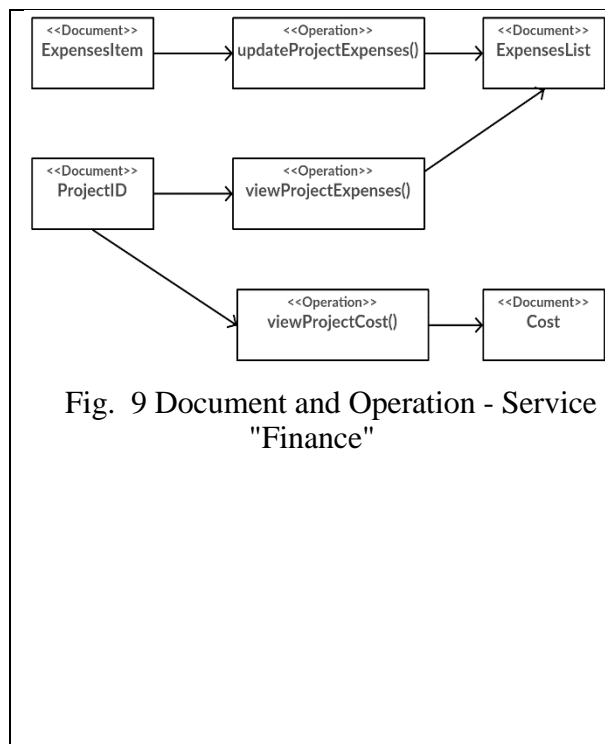 <<Document>>
ExpensesItem
<<Operation>>
updateProjectExpenses()
<<Document>>
ExpensesList
<<Document>>
ProjectID
<<Operation>>
viewProjectExpenses()
<<Operation>>
viewProjectCost()
<<Document>>
Cost
Fig. 9 Document and Operation - Service
"Finance"